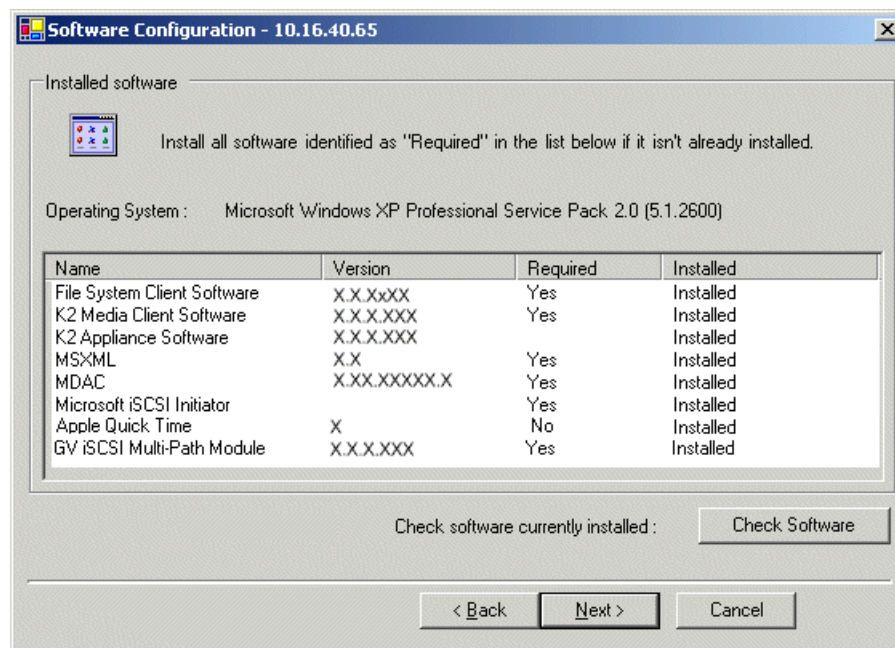 Software Configuration - 10.16.40.65
Installed software
Install all software identified as "Required" in the list below if it isn't already installed.
Operating System : Microsoft Windows XP Professional Service Pack 2.0 (5.1.2600)
Name Version Required Installed
File System Client Software X.X.XxXX Yes Installed
K2 Media Client Software X.X.X.XXX Yes Installed
K2 Appliance Software X.X.X.XXX Installed
MSXML X.X Yes Installed
MDAC X.XX.XXXXX.X Yes Installed
Microsoft iSCSI Initiator Yes Installed
Apple Quick Time X No Installed
GV iSCSI Multi-Path Module X.X.X.XXX Yes Installed
Check software currently installed : Check Software
< Back Next > Cancel